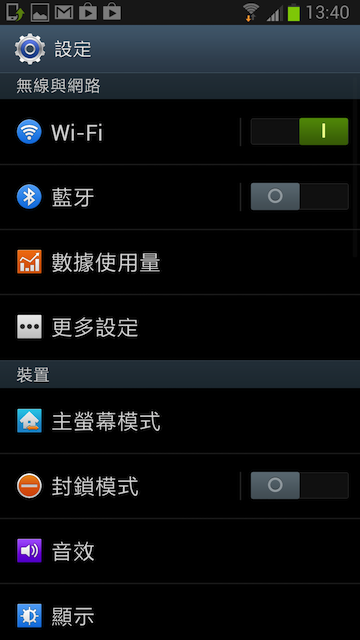 13:40
設定
無線與網路
Wi-Fi
藍牙
數據使用量
更多設定
裝置
主螢幕模式
封鎖模式
音效
顯示